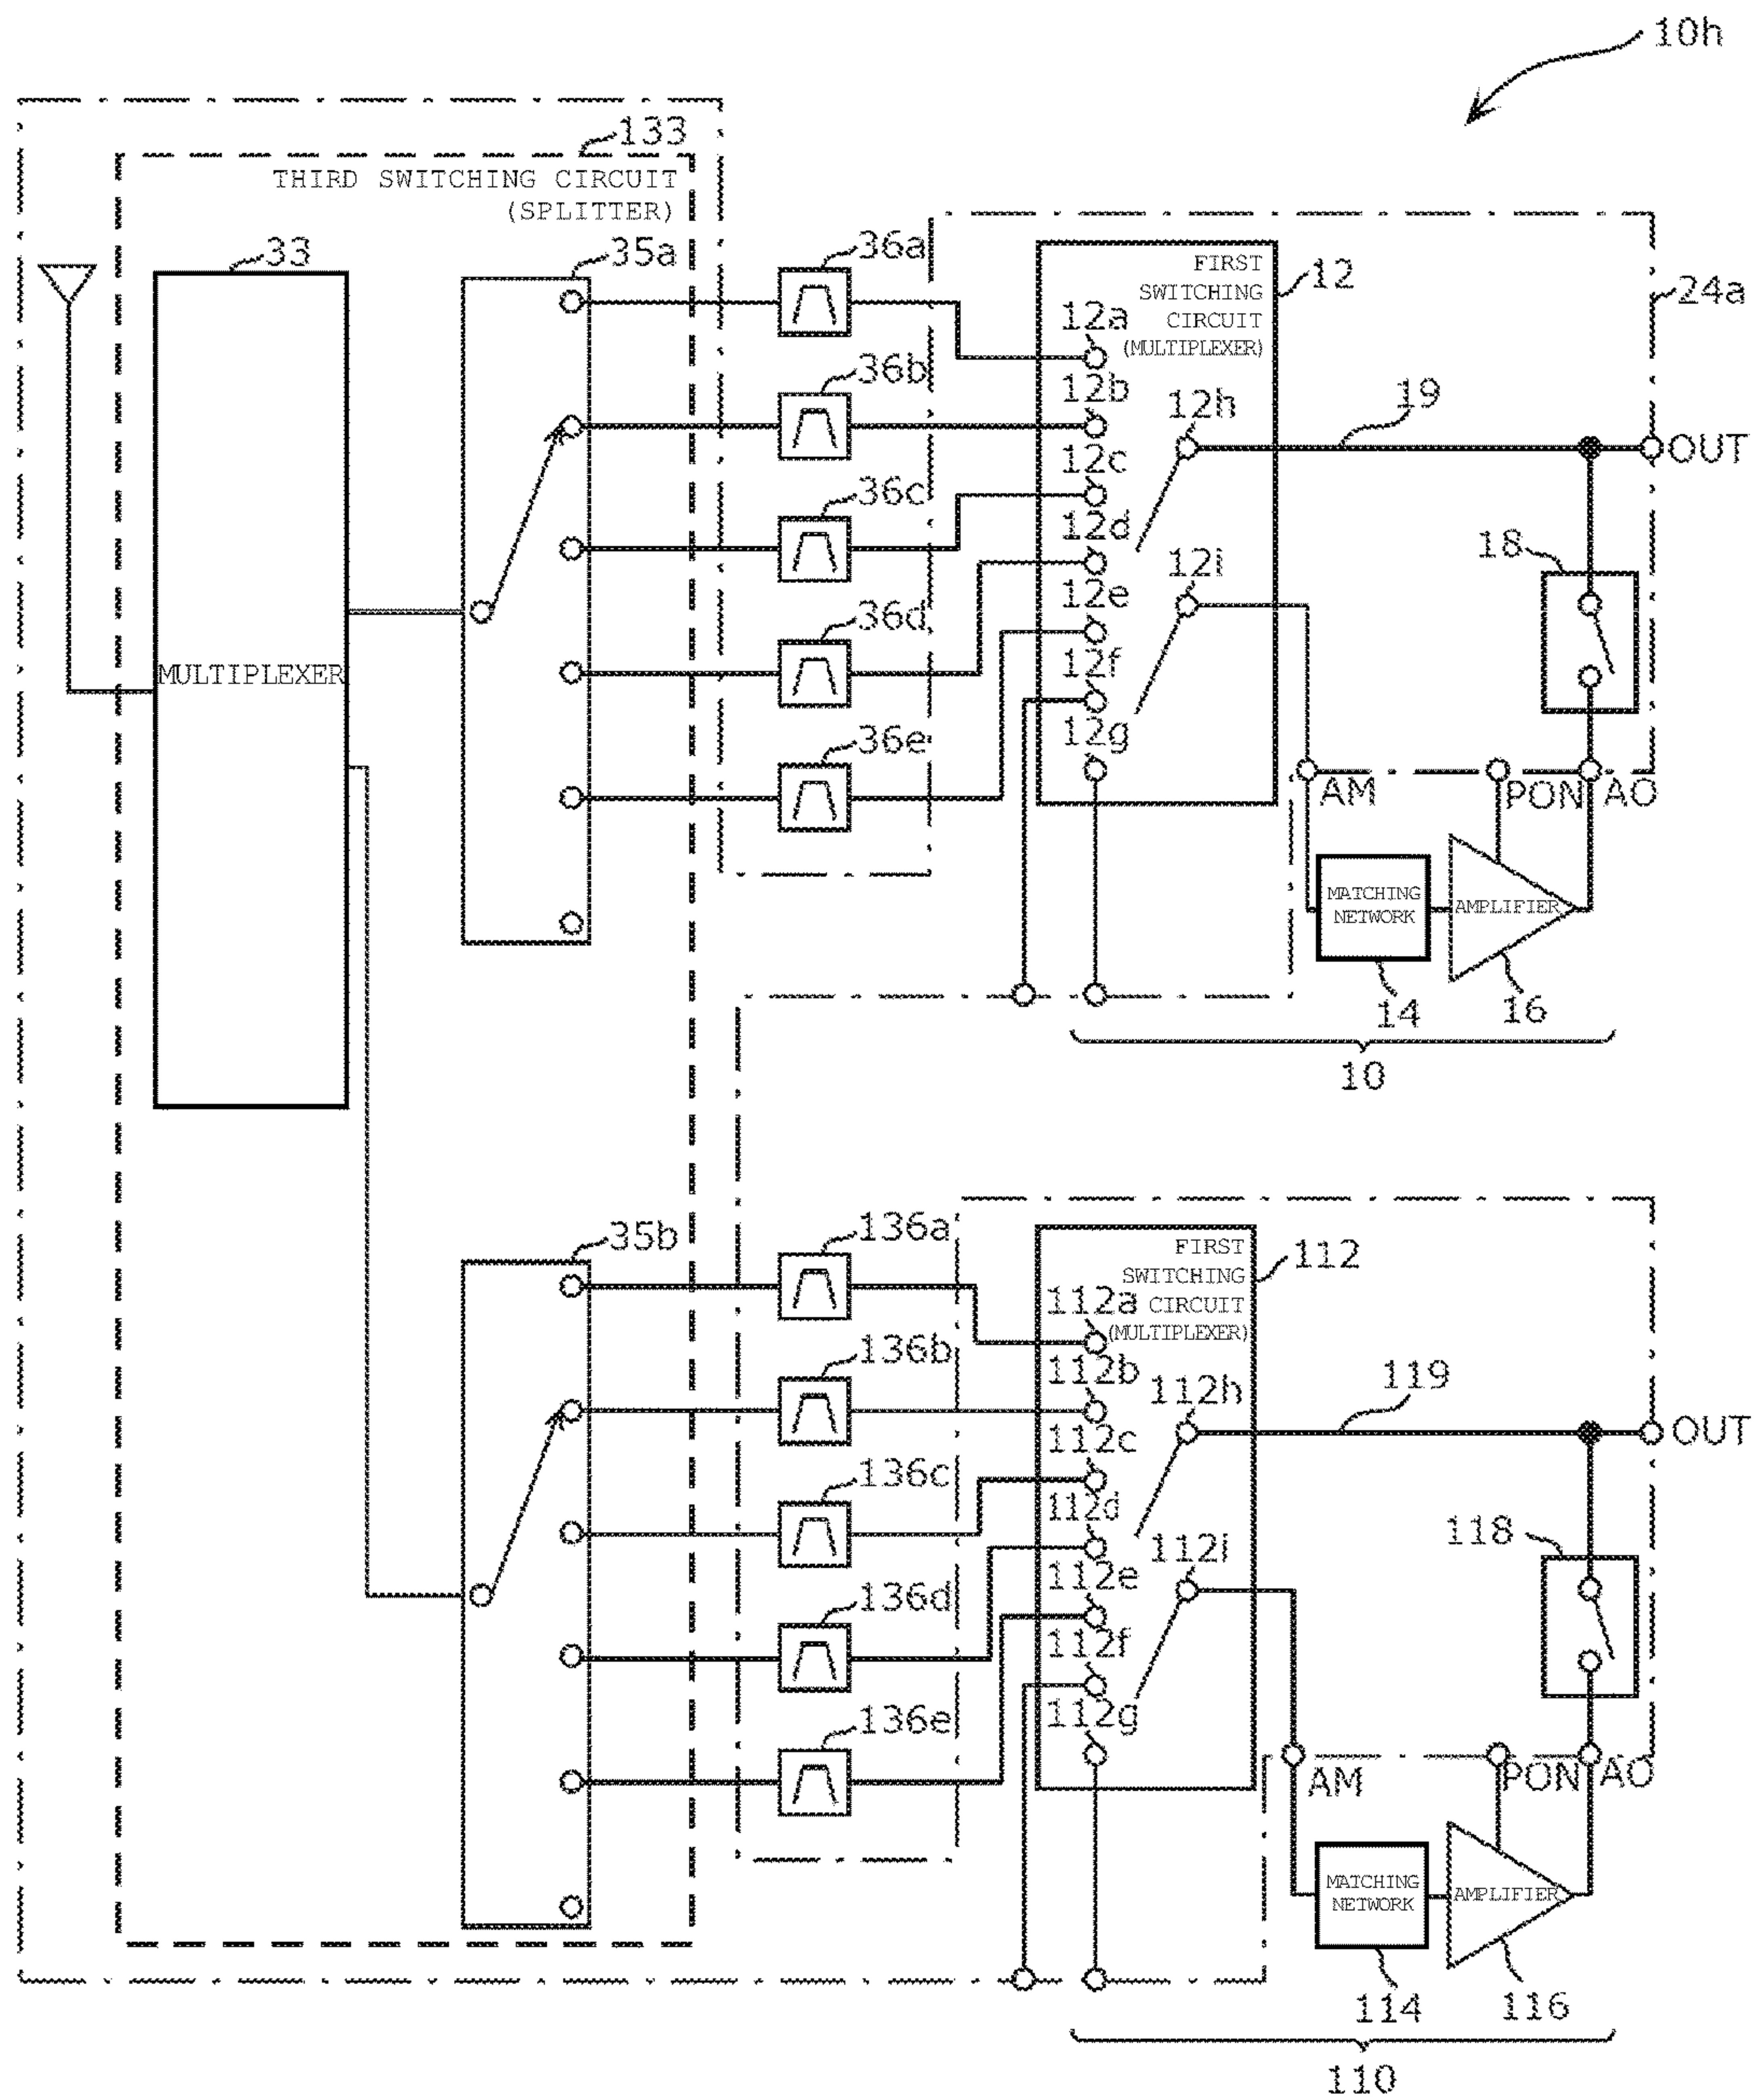 10h
133
THIRD SWITCHING CIRCUIT
(SPLITTER)
33
35a
MULTIPLEXER
36a
36b
36c
36d
36e
FIRST
SWITCHING
CIRCUIT
(MULTIPLEXER)
12
24a
12a
12b
12c
12d
12e
12f
12g
12h
12i
19
OUT
18
AM
PON
AO
MATCHING
NETWORK
AMPLIFIER
14
16
10
35b
136a
136b
136c
136d
136e
FIRST
SWITCHING
CIRCUIT
(MULTIPLEXER)
112
112a
112b
112c
112d
112e
112f
112g
112h
112i
119
OUT
118
AM
PON
AO
MATCHING
NETWORK
AMPLIFIER
114
116
110